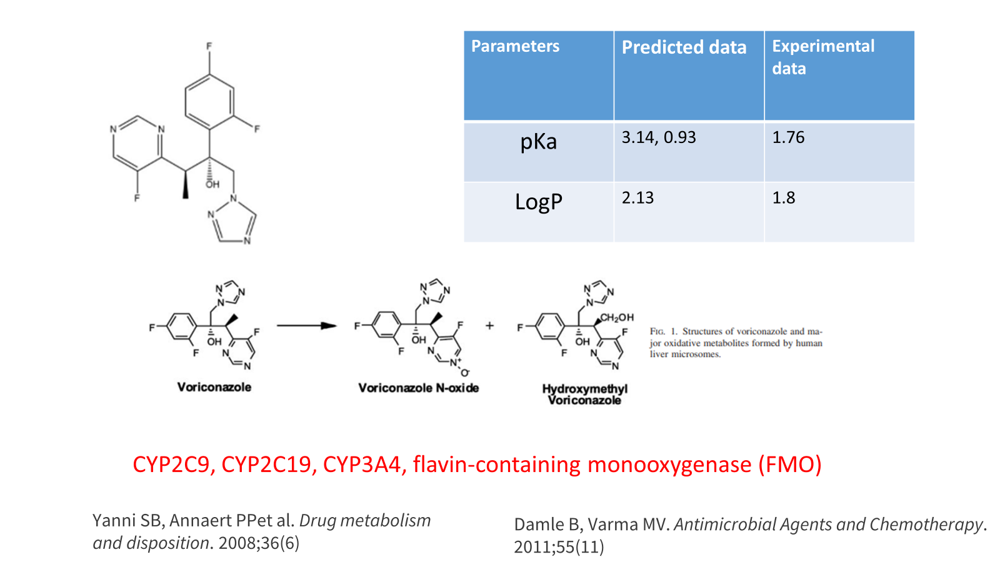 F
F
N
N
F
OH
N
N
N
Parameters
Predicted data
Experimental
data
pKa
3.14, 0.93
1.76
LogP
2.13
1.8
N
N
N
F
F
OH
F
N
N
Voriconazole
N
N
N
F
F
OH
F
N
N+
O-
Voriconazole N-oxide
+
N
N
N
CH2OH
F
F
OH
F
N
N
Hydroxymethyl
Voriconazole
FIG. 1. Structures of voriconazole and ma-
jor oxidative metabolites formed by human
liver microsomes.
CYP2C9, CYP2C19, CYP3A4, flavin-containing monooxygenase (FMO)
Yanni SB, Annaert PPet al. Drug metabolism
and disposition. 2008;36(6)
Damle B, Varma MV. Antimicrobial Agents and Chemotherapy.
2011;55(11)